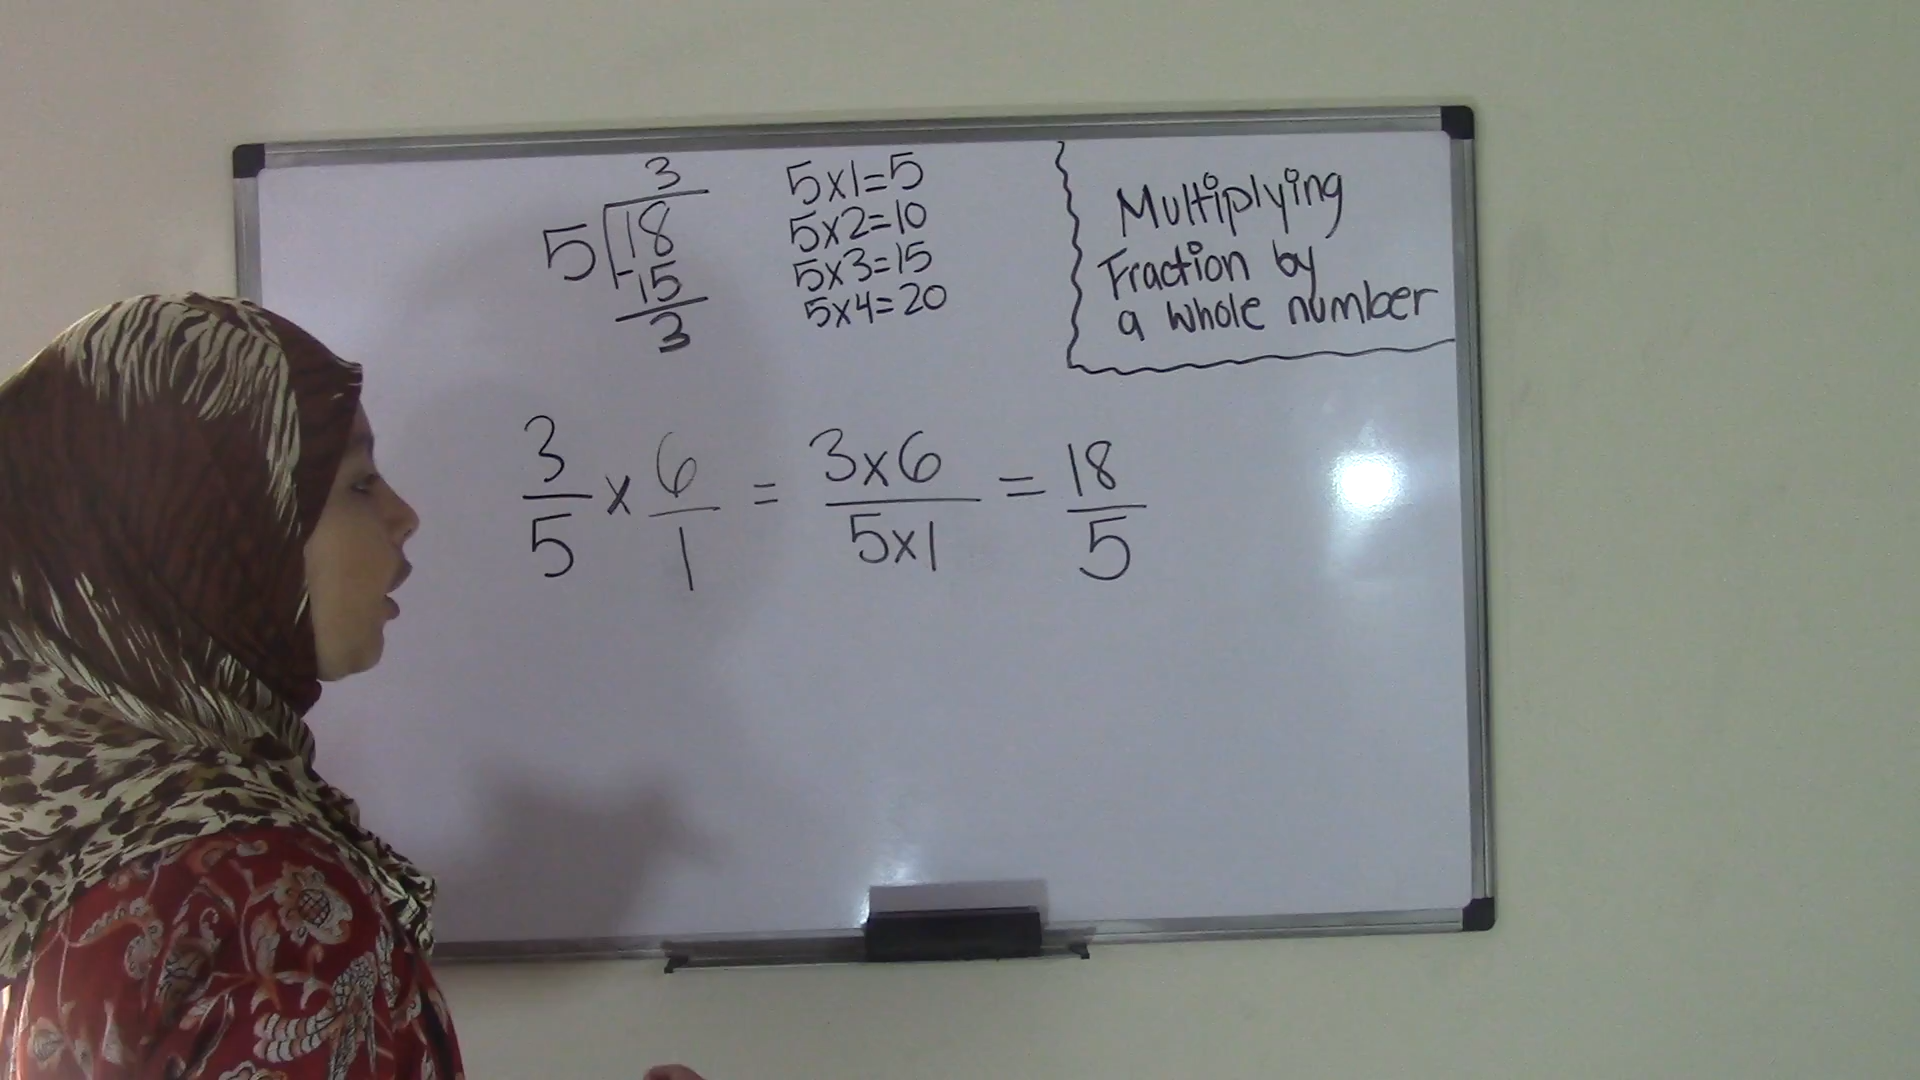 3
5 18
-15
3
5x1=5
5x2=10
5x3=15
5x4=20
Multiplying
Fraction by
a whole number
3/5 x 6/1 = 3x6/5x1 = 18/5